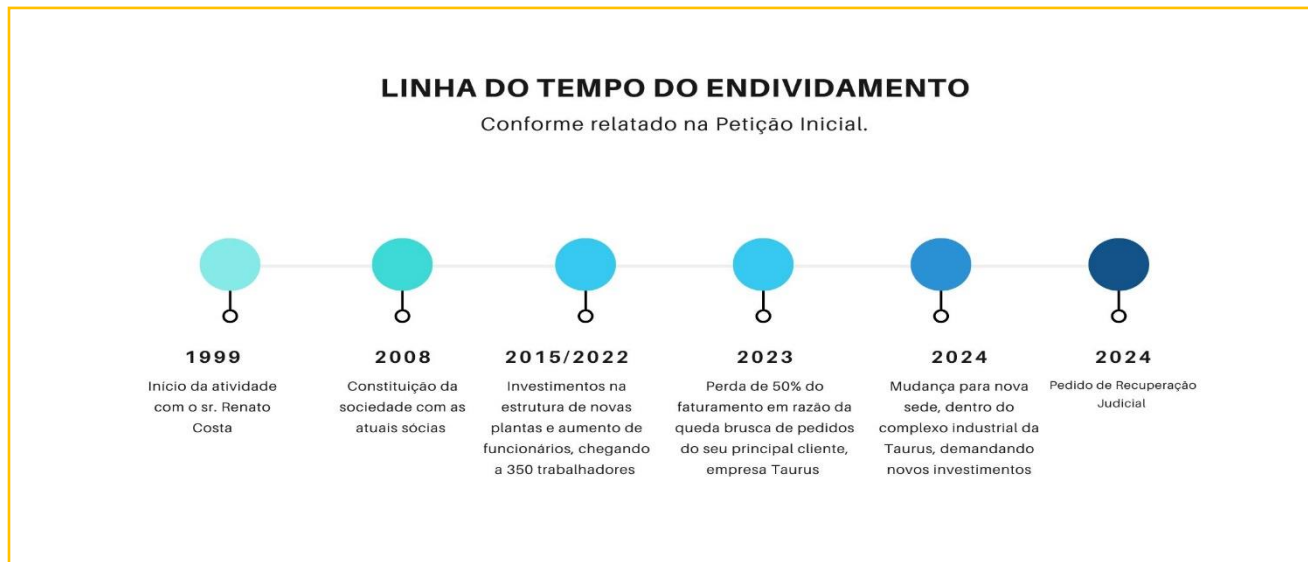 LINHA DO TEMPO DO ENDIVIDAMENTO
Conforme relatado na Petição Inicial.
1999
Início da atividade
com o sr. Renato
Costa
2008
Constituição da
sociedade com as
atuais sócias
2015/2022
Investimentos na
estrutura de novas
plantas e aumento de
funcionários, chegando
a 350 trabalhadores
2023
Perda de 50% do
faturamento em razão da
queda brusca de pedidos
do seu principal cliente,
empresa Taurus
2024
Mudança para nova
sede, dentro do
complexo industrial da
Taurus, demandando
novos investimentos
2024
Pedido de Recuperação
Judicial